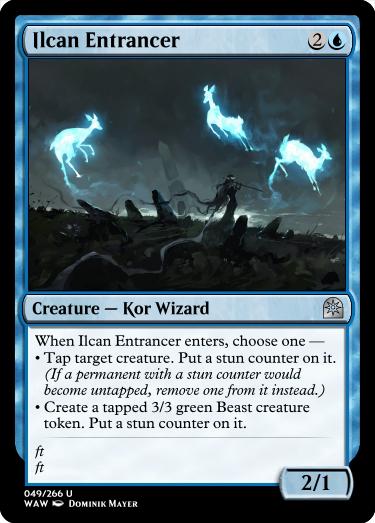 Ilcan Entrancer 2
Creature — Kor Wizard
When Ilcan Entrancer enters, choose one —
• Tap target creature. Put a stun counter on it.
(If a permanent with a stun counter would
become untapped, remove one from it instead.)
• Create a tapped 3/3 green Beast creature
token. Put a stun counter on it.
ft
ft
2/1
049/266 U
WAW Dominik Mayer